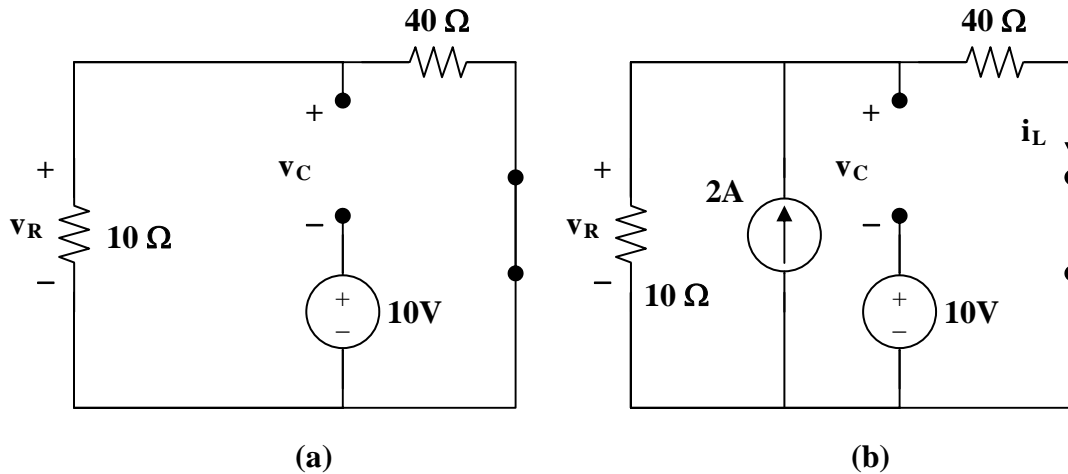 40 Ω 40 Ω
+ + i_L
+ v_C + 2A v_C
v_R 10 Ω − v_R −
− − 10 Ω
+ 10V + 10V
− −
(a) (b)